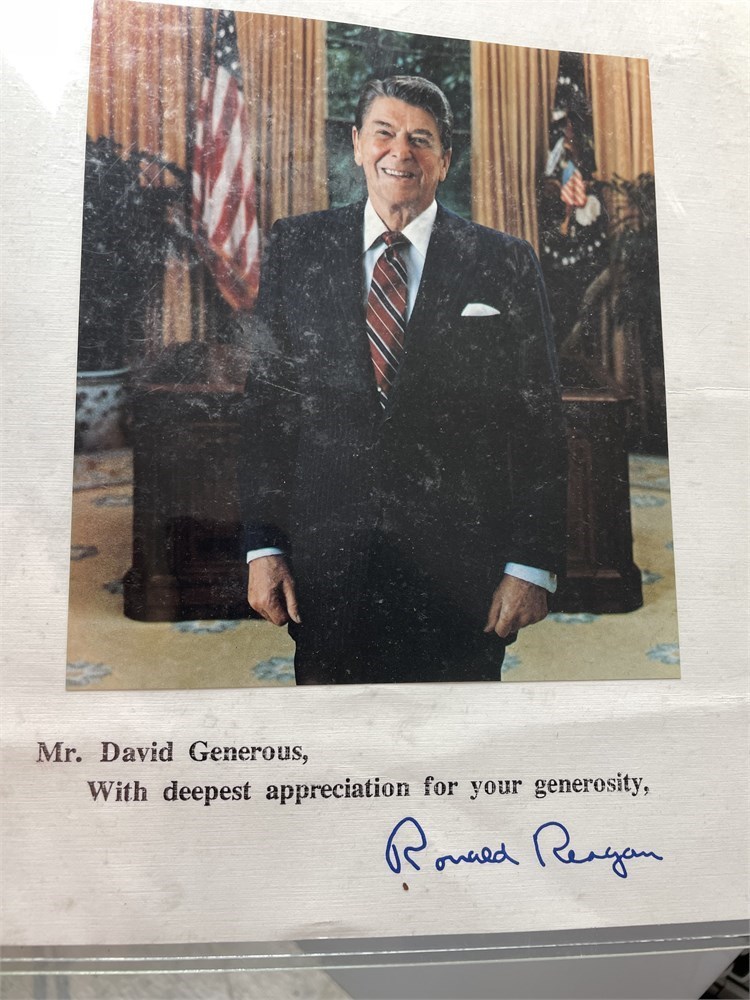 Mr. David Generous,
With deepest appreciation for your generosity,
Ronald Reagan